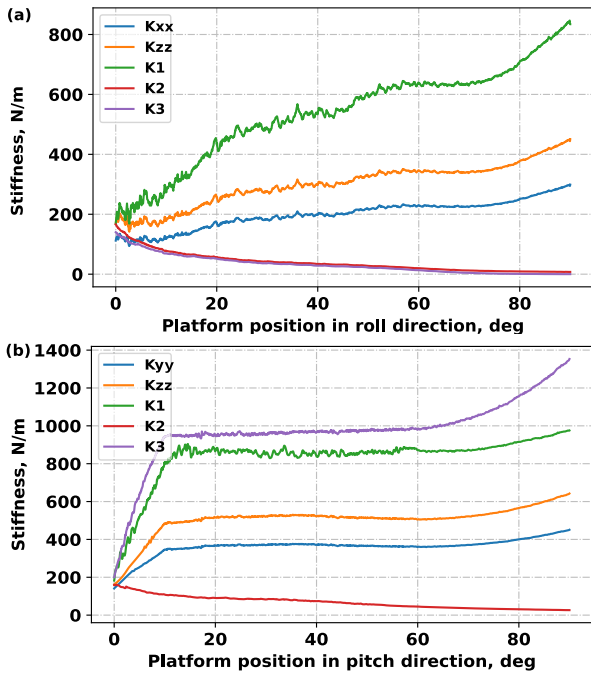 (a)
Kxx
Kzz
K1
K2
K3
800
600
400
200
0
Stiffness, N/m
0 20 40 60 80
Platform position in roll direction, deg
(b)
Kyy
Kzz
K1
K2
K3
1400
1200
1000
800
600
400
200
0
Stiffness, N/m
0 20 40 60 80
Platform position in pitch direction, deg